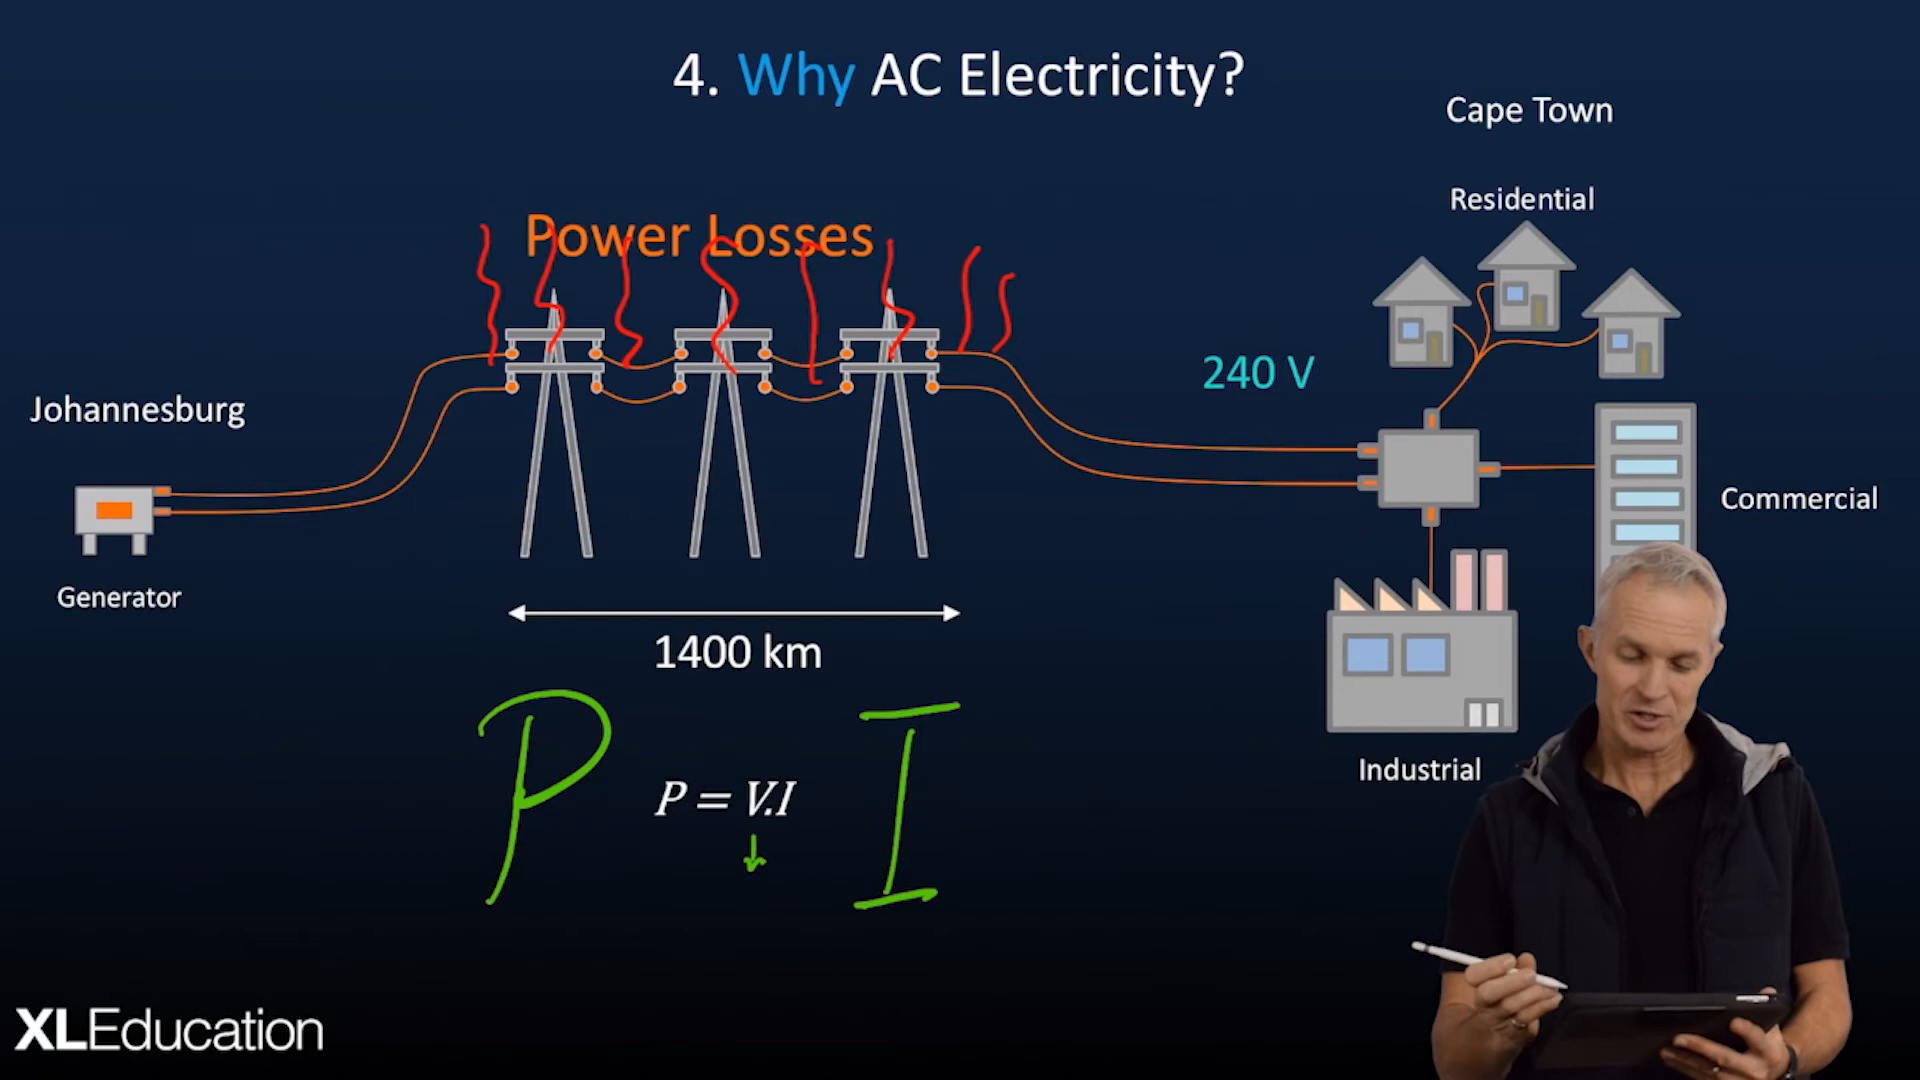 4. Why AC Electricity?
Cape Town
Residential
Power Losses
240 V
Johannesburg
Commercial
Generator
1400 km
P
P = V.I
I
Industrial
XLEducation